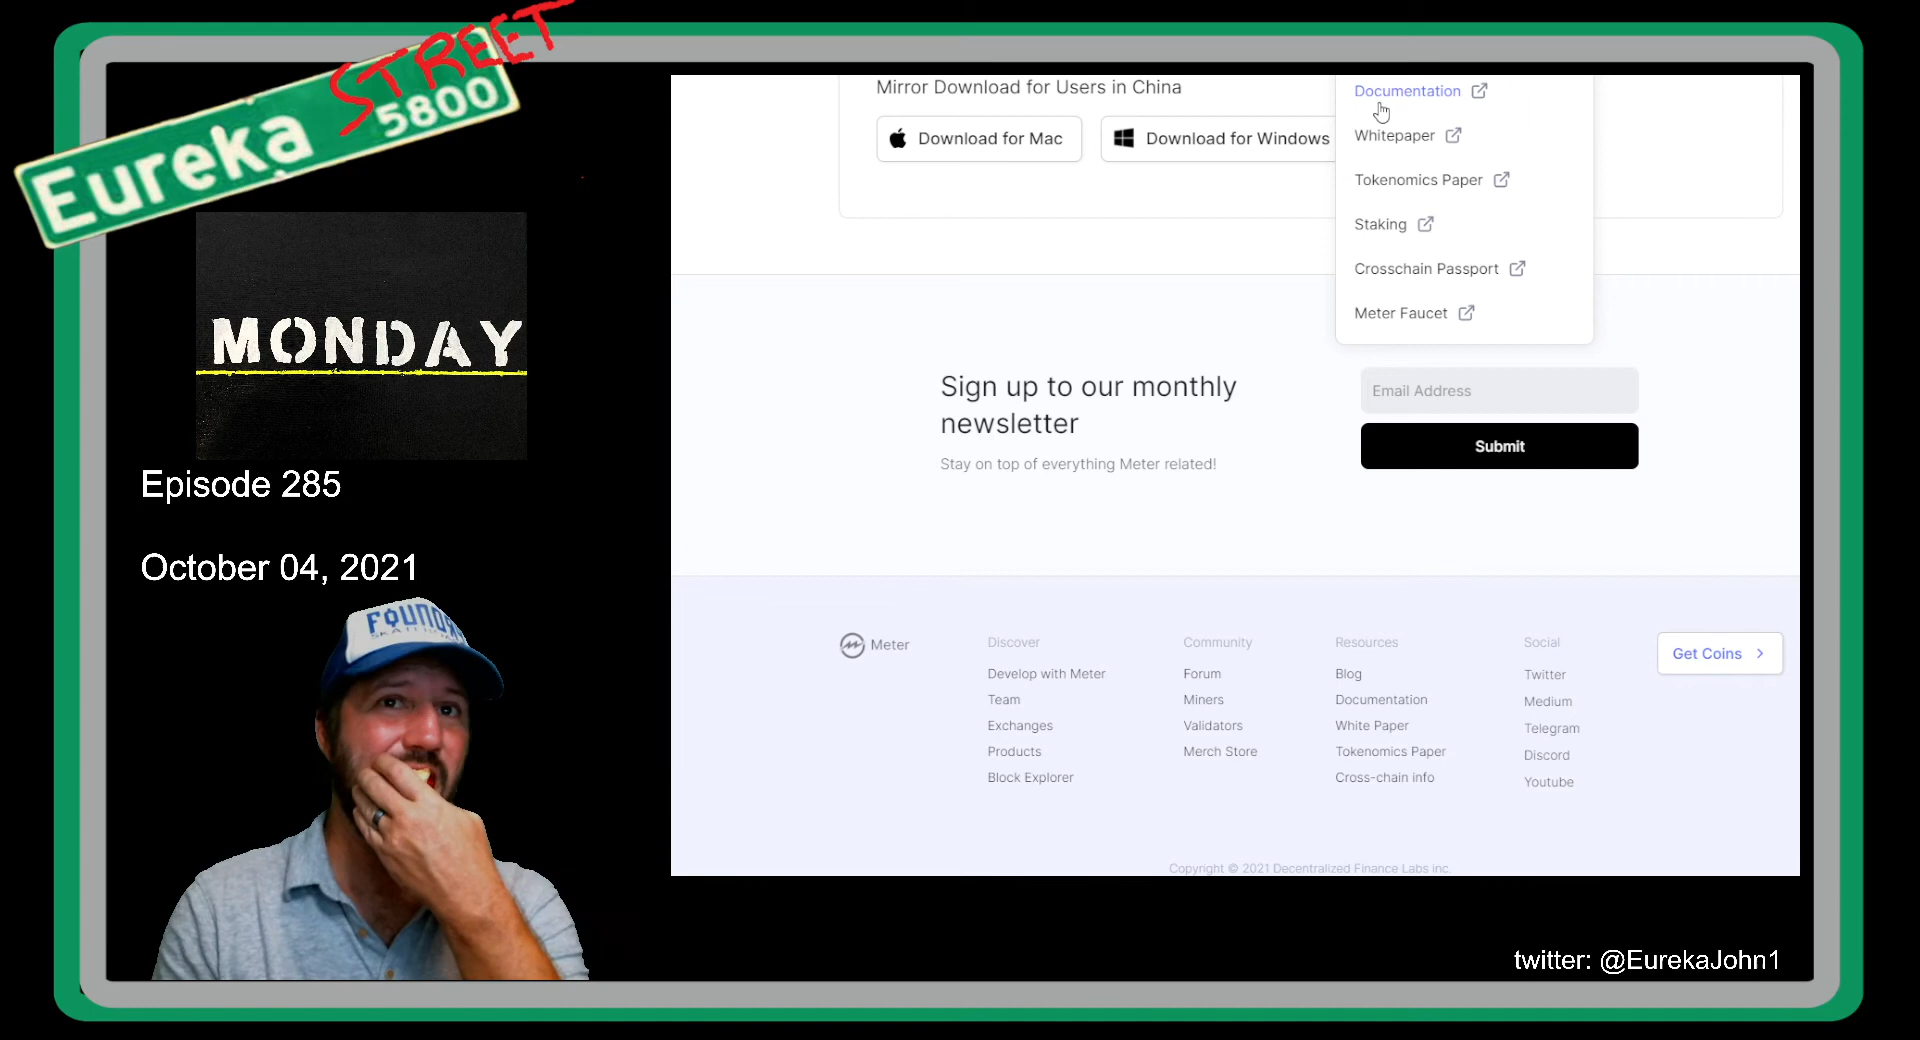 Eureka STREET
5800
MONDAY
Episode 285
October 04, 2021
Mirror Download for Users in China
Download for Mac
Download for Windows
Documentation
Whitepaper
Tokenomics Paper
Staking
Crosschain Passport
Meter Faucet
Sign up to our monthly
newsletter
Stay on top of everything Meter related!
Email Address
Submit
Meter
Discover
Develop with Meter
Team
Exchanges
Products
Block Explorer
Community
Forum
Miners
Validators
Merch Store
Resources
Blog
Documentation
White Paper
Tokenomics Paper
Cross-chain info
Social
Twitter
Medium
Telegram
Discord
Youtube
Get Coins
Copyright © 2021 Decentralized Finance Labs inc.
twitter: @EurekaJohn1